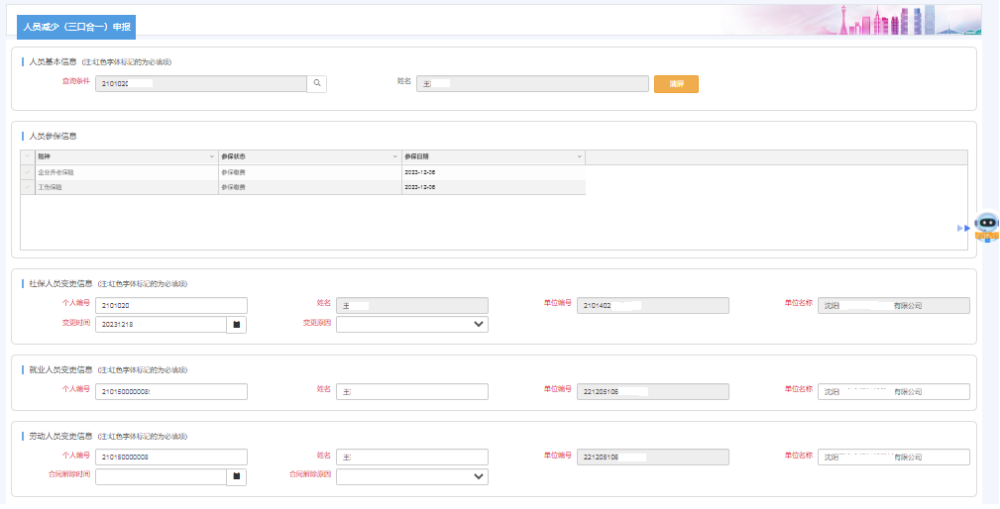 人员减少（三口合一）申报
人员基本信息 (注:红色字体标记的为必填项)
查询条件 2101020 姓名 王 清屏
人员参保信息
险种 参保状态 参保日期
企业养老保险 参保缴费 2023-12-08
工伤保险 参保缴费 2023-12-08
社保人员变更信息 (注:红色字体标记的为必填项)
个人编号 2101020 姓名 王 单位编号 2101402 单位名称 沈阳 有限公司
变更时间 20231218 变更原因
就业人员变更信息 (注:红色字体标记的为必填项)
个人编号 210150000008 姓名 王 单位编号 221205106 单位名称 沈阳 有限公司
劳动人员变更信息 (注:红色字体标记的为必填项)
个人编号 210150000008 姓名 王 单位编号 221205106 单位名称 沈阳 有限公司
合同解除时间 合同解除原因